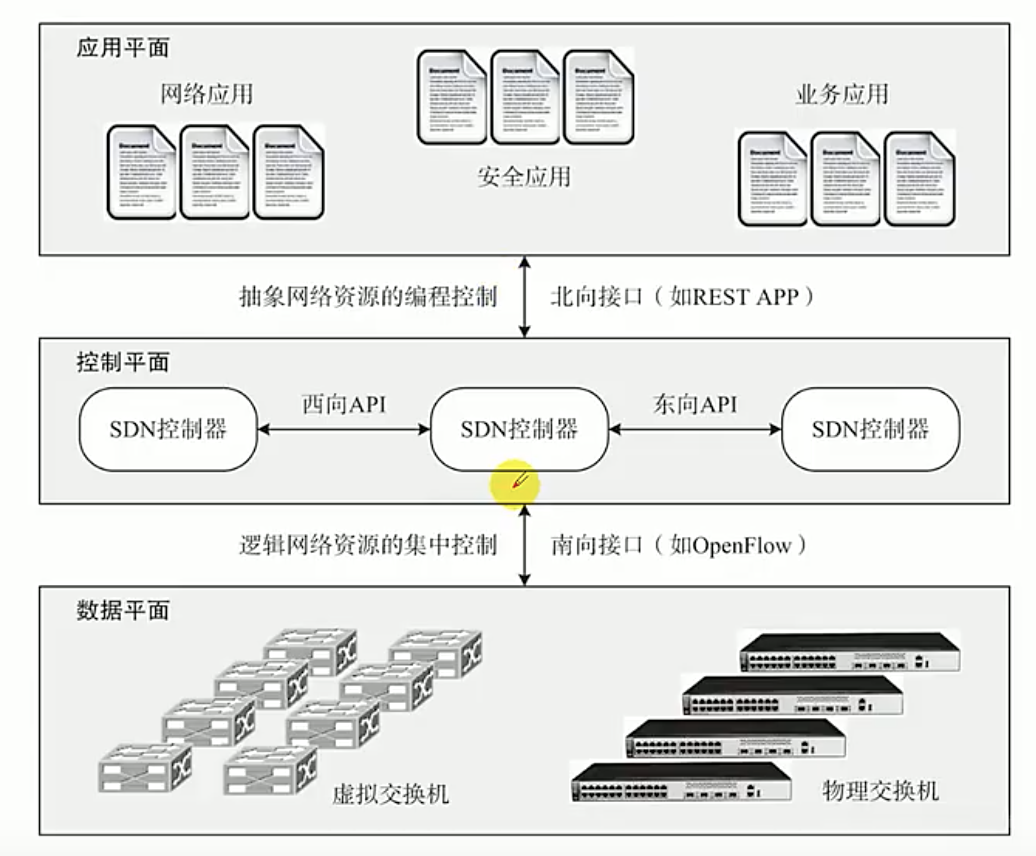 应用平面
网络应用
Document Document Document
安全应用
业务应用
Document Document Document
Document Document Document
抽象网络资源的编程控制
北向接口（如REST APP）
控制平面
SDN控制器
西向API
SDN控制器
东向API
SDN控制器
逻辑网络资源的集中控制
南向接口（如OpenFlow）
数据平面
虚拟交换机
物理交换机